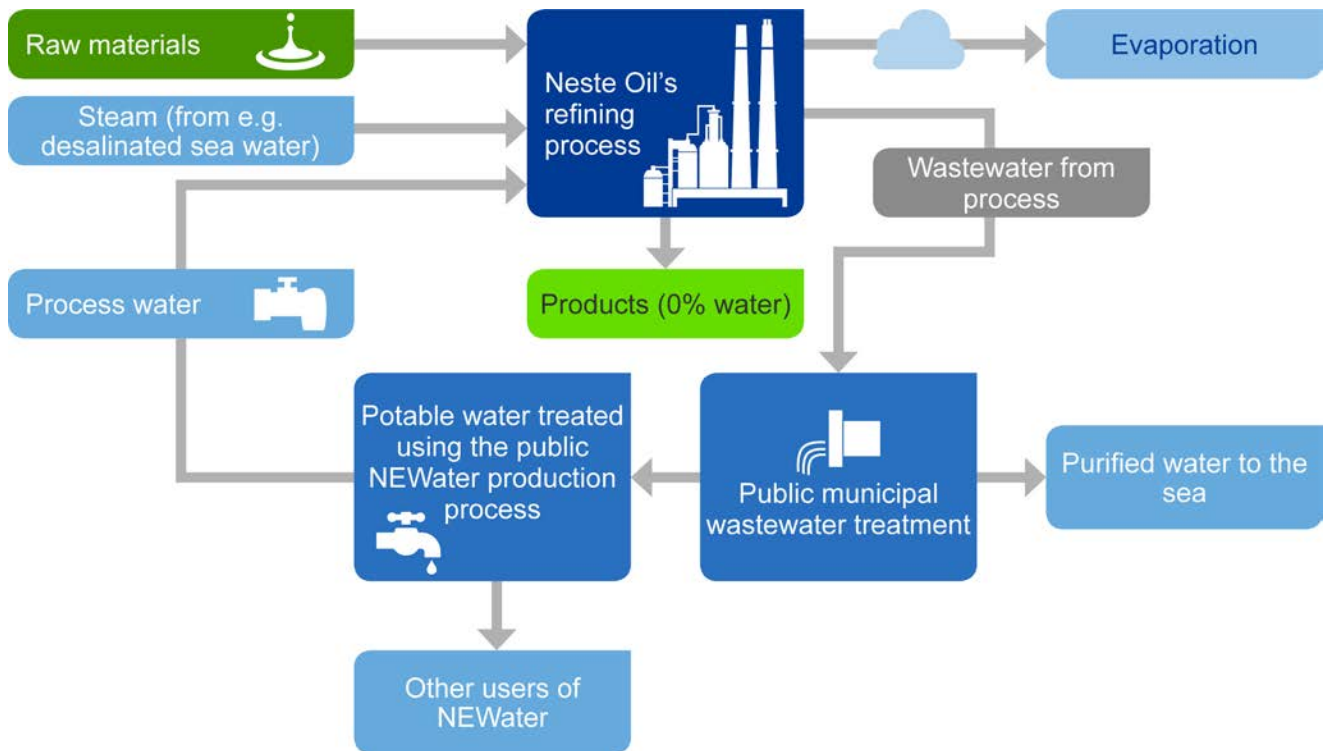 Raw materials
Evaporation
Neste Oil's
refining
process
Steam (from e.g.
desalinated sea water)
Wastewater from
process
Process water
Products (0% water)
Potable water treated
using the public
NEWater production
process
Public municipal
wastewater treatment
Purified water to the
sea
Other users of
NEWater